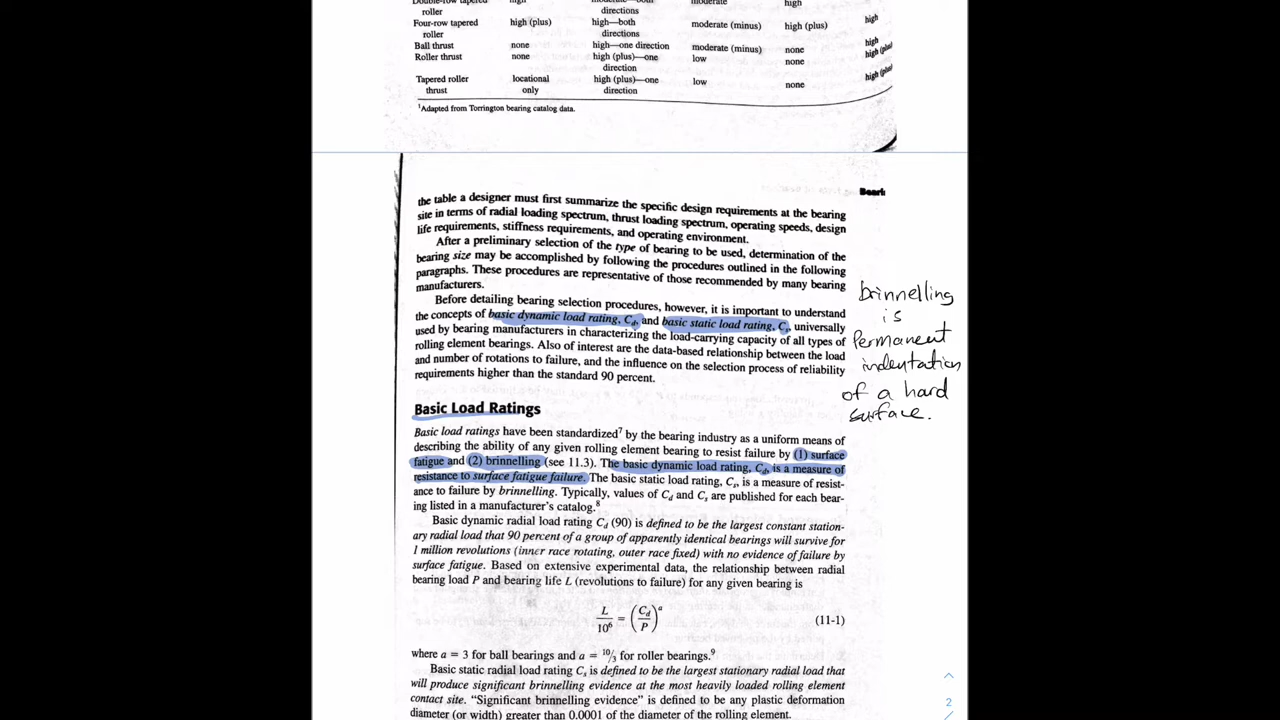 roller
high (plus)
directions
moderate
high
Four-row tapered
roller
high (plus)
high—both
directions
moderate (minus)
high (plus)
high
Ball thrust
none
high—one direction
moderate (minus)
none
high
Roller thrust
none
high (plus)—one
direction
low
none
high (plus)
Tapered roller
thrust
locational
only
high (plus)—one
direction
low
none
high (plus)
¹Adapted from Torrington bearing catalog data.
the table a designer must first summarize the specific design requirements at the bearing
site in terms of radial loading spectrum, thrust loading spectrum, operating speeds, design
life requirements, stiffness requirements, and operating environment.
After a preliminary selection of the type of bearing to be used, determination of the
bearing size may be accomplished by following the procedures outlined in the following
paragraphs. These procedures are representative of those recommended by many bearing
manufacturers.
Before detailing bearing selection procedures, however, it is important to understand
the concepts of basic dynamic load rating, C_d, and basic static load rating, C_s, universally
used by bearing manufacturers in characterizing the load-carrying capacity of all types of
rolling element bearings. Also of interest are the data-based relationship between the load
and number of rotations to failure, and the influence on the selection process of reliability
requirements higher than the standard 90 percent.
brinnelling
is
permanent
indentation
of a hard
surface.
Basic Load Ratings
Basic load ratings have been standardized⁷ by the bearing industry as a uniform means of
describing the ability of any given rolling element bearing to resist failure by (1) surface
fatigue and (2) brinnelling (see 11.3). The basic dynamic load rating, C_d, is a measure of
resistance to surface fatigue failure. The basic static load rating, C_s, is a measure of resist-
ance to failure by brinnelling. Typically, values of C_d and C_s are published for each bear-
ing listed in a manufacturer's catalog.⁸
Basic dynamic radial load rating C_d (90) is defined to be the largest constant station-
ary radial load that 90 percent of a group of apparently identical bearings will survive for
1 million revolutions (inner race rotating, outer race fixed) with no evidence of failure by
surface fatigue. Based on extensive experimental data, the relationship between radial
bearing load P and bearing life L (revolutions to failure) for any given bearing is
L/10⁶ = (C_d/P)^a (11-1)
where a = 3 for ball bearings and a = 10/3 for roller bearings.⁹
Basic static radial load rating C_s is defined to be the largest stationary radial load that
will produce significant brinnelling evidence at the most heavily loaded rolling element
contact site. "Significant brinnelling evidence" is defined to be any plastic deformation
diameter (or width) greater than 0.0001 of the diameter of the rolling element.
2